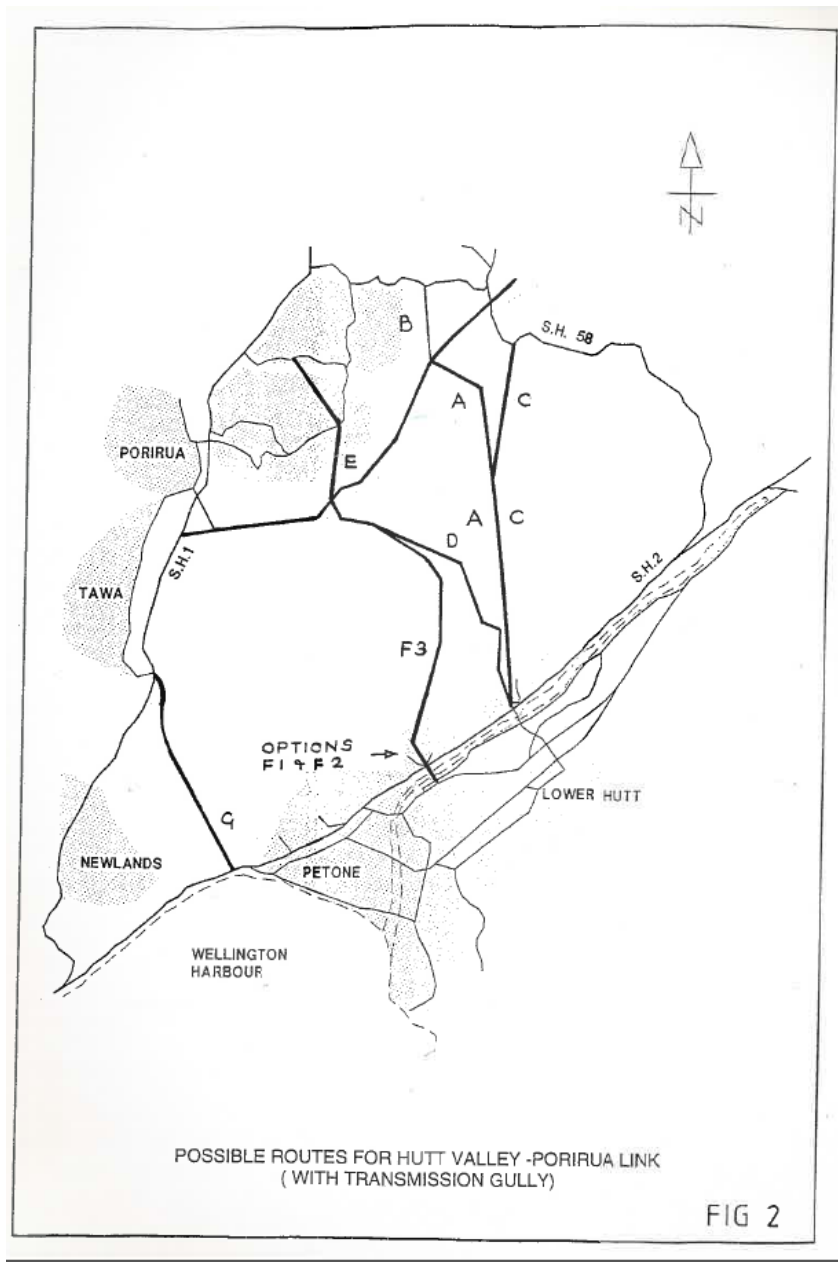 N
S.H. 58
B
A
C
PORIRUA
E
A
C
D
S.H.1
S.H.2
TAWA
F3
OPTIONS
F1 & F2
LOWER HUTT
G
NEWLANDS
PETONE
WELLINGTON
HARBOUR
POSSIBLE ROUTES FOR HUTT VALLEY -PORIRUA LINK
( WITH TRANSMISSION GULLY)
FIG 2